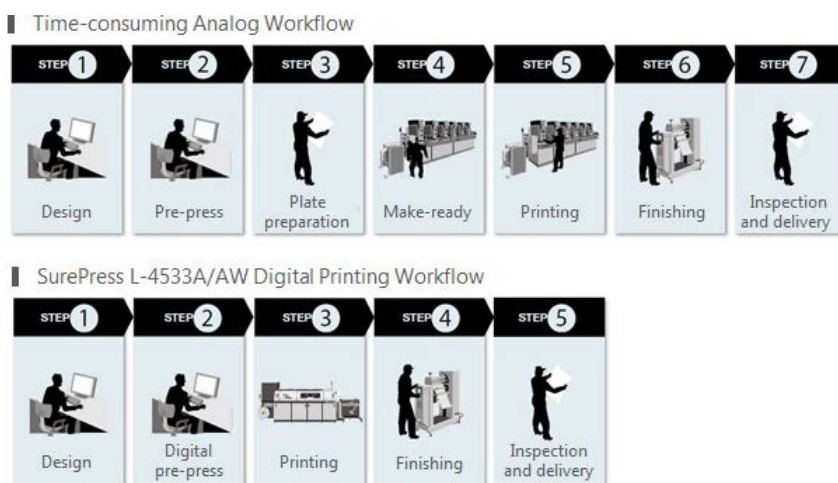 Time-consuming Analog Workflow
STEP 1 STEP 2 STEP 3 STEP 4 STEP 5 STEP 6 STEP 7
Design
Pre-press
Plate
preparation
Make-ready
Printing
Finishing
Inspection
and delivery
SurePress L-4533A/AW Digital Printing Workflow
STEP 1 STEP 2 STEP 3 STEP 4 STEP 5
Design
Digital
pre-press
Printing
Finishing
Inspection
and delivery